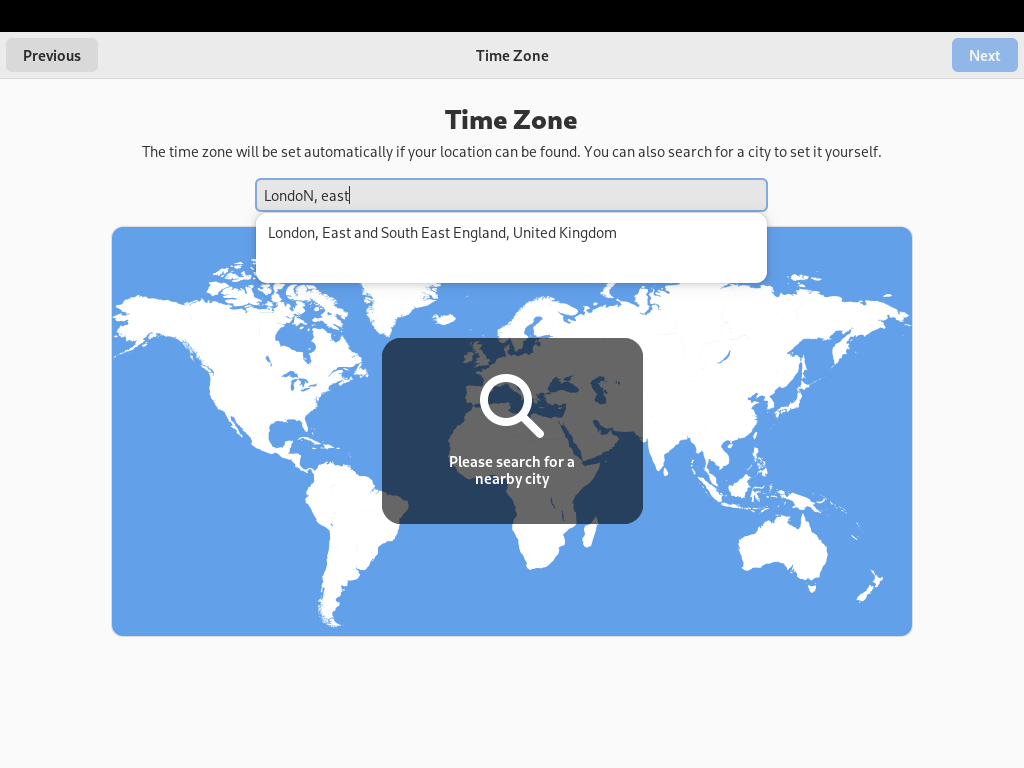 Previous
Time Zone
Next
Time Zone
The time zone will be set automatically if your location can be found. You can also search for a city to set it yourself.
LondoN, east
London, East and South East England, United Kingdom
Please search for a
nearby city